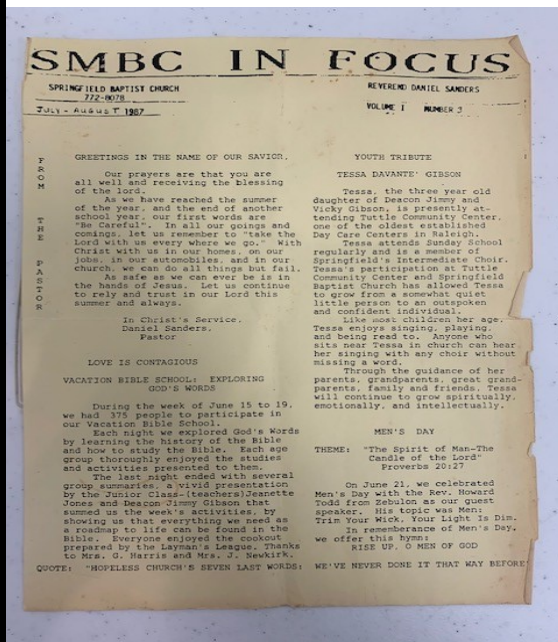 SMBC IN FOCUS
SPRINGFIELD BAPTIST CHURCH
772-8078
JULY - AUGUST 1987
REVEREND DANIEL SANDERS
VOLUME I NUMBER 3
FROM THE PASTOR
GREETINGS IN THE NAME OF OUR SAVIOR,
Our prayers are that you are
all well and receiving the blessing
of the lord.
As we have reached the summer
of the year, and the end of another
school year, our first words are
"Be Careful". In all our goings and
comings, let us remember to "take the
Lord with us every where we go." With
Christ with us in our homes, on our
jobs, in our automobiles, and in our
church, we can do all things but fail.
As safe as we can ever be is in
the hands of Jesus. Let us continue
to rely and trust in our Lord this
summer and always.
In Christ's Service,
Daniel Sanders,
Pastor
LOVE IS CONTAGIOUS
VACATION BIBLE SCHOOL: EXPLORING
GOD'S WORDS
During the week of June 15 to 19,
we had 375 people to participate in
our Vacation Bible School.
Each night we explored God's Words
by learning the history of the Bible
and how to study the Bible. Each age
group thoroughly enjoyed the studies
and activities presented to them.
The last night ended with several
group summaries, a vivid presentation
by the Junior Class-(teachers)Jeanette
Jones and Deacon Jimmy Gibson that
summed us the week's activities, by
showing us that everything we need as
a roadmap to life can be found in the
Bible. Everyone enjoyed the cookout
prepared by the Layman's League, Thanks
to Mrs. G. Harris and Mrs. J. Newkirk.
YOUTH TRIBUTE
TESSA DAVANTE' GIBSON
Tessa, the three year old
daughter of Deacon Jimmy and
Vicky Gibson, is presently at-
tending Tuttle Community Center,
one of the oldest established
Day Care Centers in Raleigh.
Tessa attends Sunday School
regularly and is a member of
Springfield's Intermediate Choir.
Tessa's participation at Tuttle
Community Center and Springfield
Baptist Church has allowed Tessa
to grow from a somewhat quiet
little person to an outspoken
and confident individual.
Like most children her age,
Tessa enjoys singing, playing,
and being read to. Anyone who
sits near Tessa in church can hear
her singing with any choir without
missing a word.
Through the guidance of her
parents, grandparents, great grand-
parents, family and friends, Tessa
will continue to grow spiritually,
emotionally, and intellectually.
MEN'S DAY
THEME: "The Spirit of Man-The
Candle of the Lord"
Proverbs 20:27
On June 21, we celebrated
Men's Day with the Rev. Howard
Todd from Zebulon as our guest
speaker. His topic was Men:
Trim Your Wick, Your Light Is Dim.
In rememberance of Men's Day,
we offer this hymn:
RISE UP, O MEN OF GOD
QUOTE: "HOPELESS CHURCH'S SEVEN LAST WORDS: WE'VE NEVER DONE IT THAT WAY BEFORE